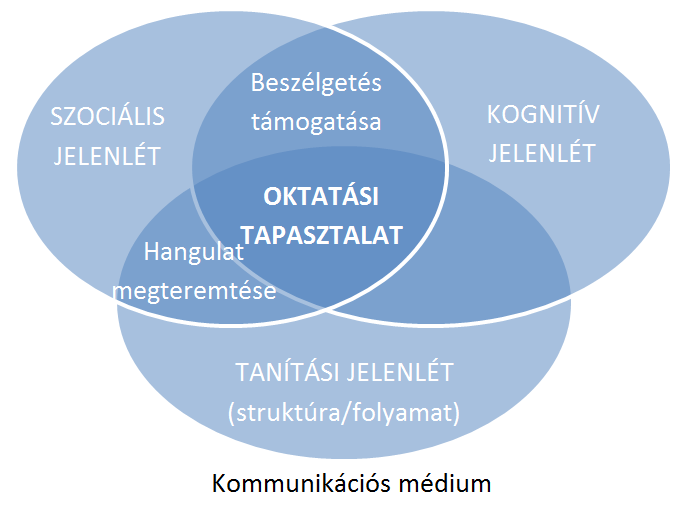 Beszélgetés
támogatása
SZOCIÁLIS
JELENLÉT
KOGNITÍV
JELENLÉT
OKTATÁSI
TAPASZTALAT
Hangulat
megteremtése
TANÍTÁSI JELENLÉT
(struktúra/folyamat)
Kommunikációs médium